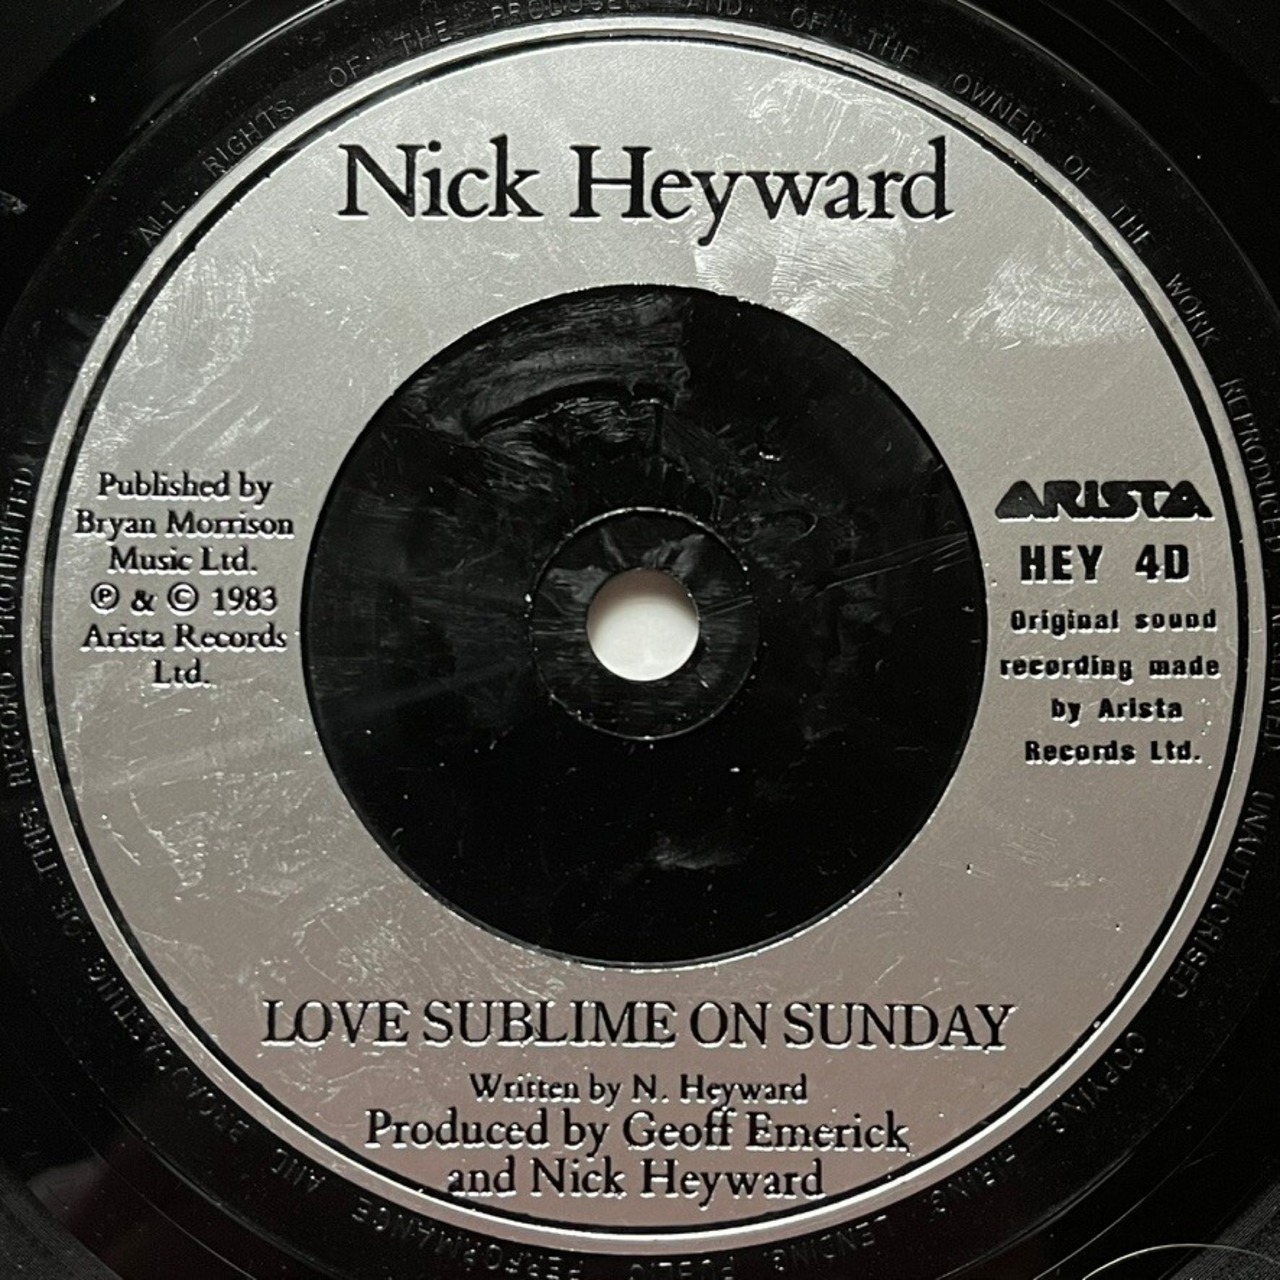 ALL RIGHTS OF THE PRODUCER AND OF THE OWNER OF THE WORK REPRODUCED RESERVED UNAUTHORISED COPYING HIRING LENDING PUBLIC PERFORMANCE AND BROADCASTING OF THIS RECORD PROHIBITED
Nick Heyward
Published by
Bryan Morrison
Music Ltd.
℗ & © 1983
Arista Records
Ltd.
ARISTA
HEY 4D
Original sound
recording made
by Arista
Records Ltd.
LOVE SUBLIME ON SUNDAY
Written by N. Heyward
Produced by Geoff Emerick
and Nick Heyward